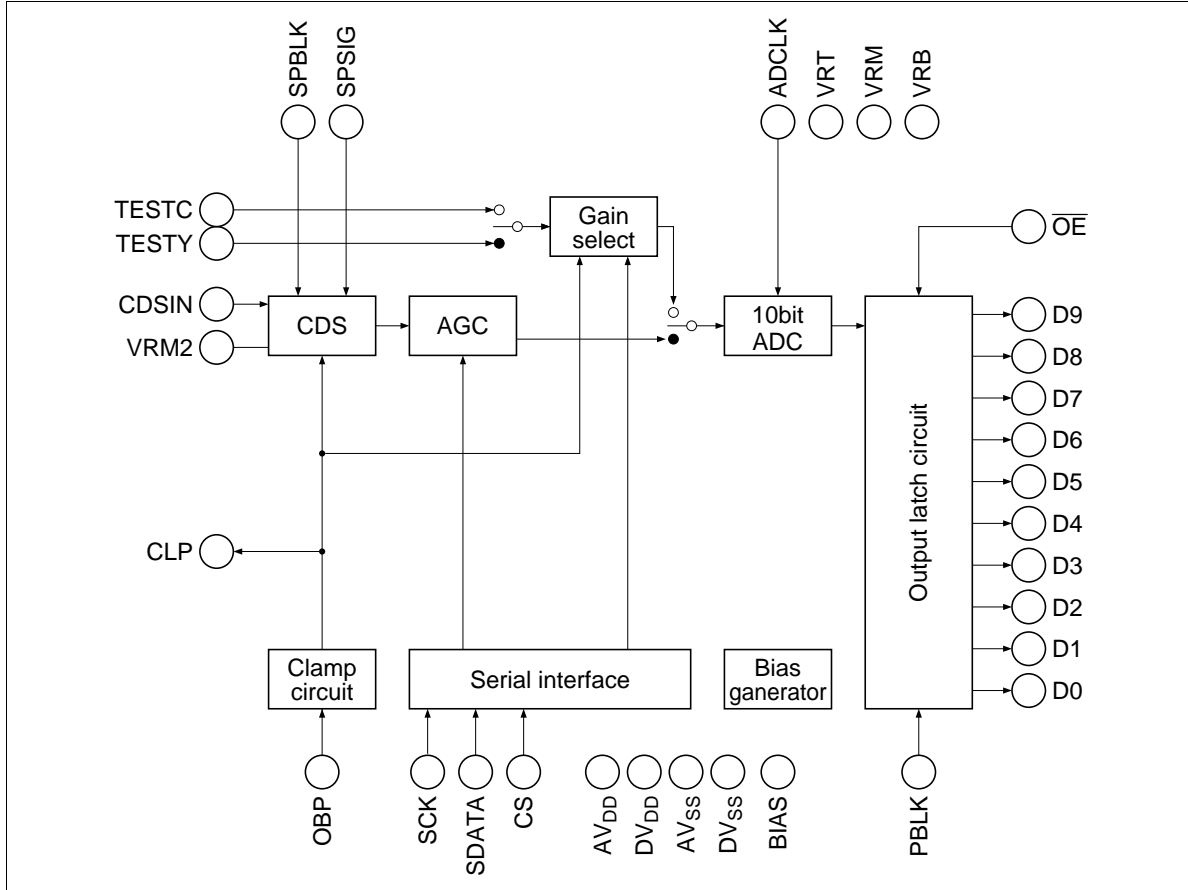 SPBLK
SPSIG
ADCLK
VRT
VRM
VRB
TESTC
TESTY
Gain
select
OE
CDSIN
VRM2
CDS
AGC
10bit
ADC
Output latch circuit
D9
D8
D7
D6
D5
D4
D3
D2
D1
D0
CLP
Clamp
circuit
Serial interface
Bias
ganerator
OBP
SCK
SDATA
CS
AVDD
DVDD
AVSS
DVSS
BIAS
PBLK